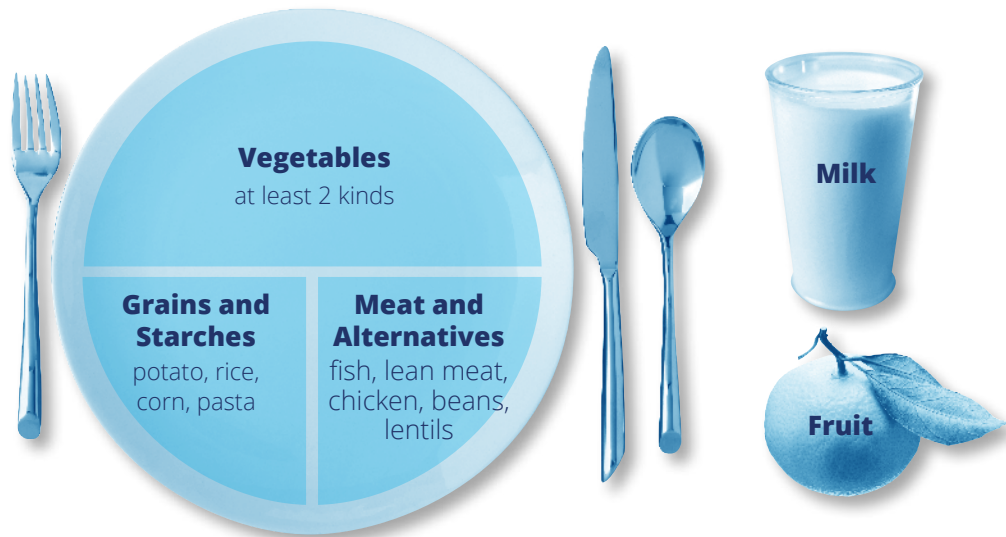 Vegetables
at least 2 kinds
Grains and
Starches
potato, rice,
corn, pasta
Meat and
Alternatives
fish, lean meat,
chicken, beans,
lentils
Milk
Fruit